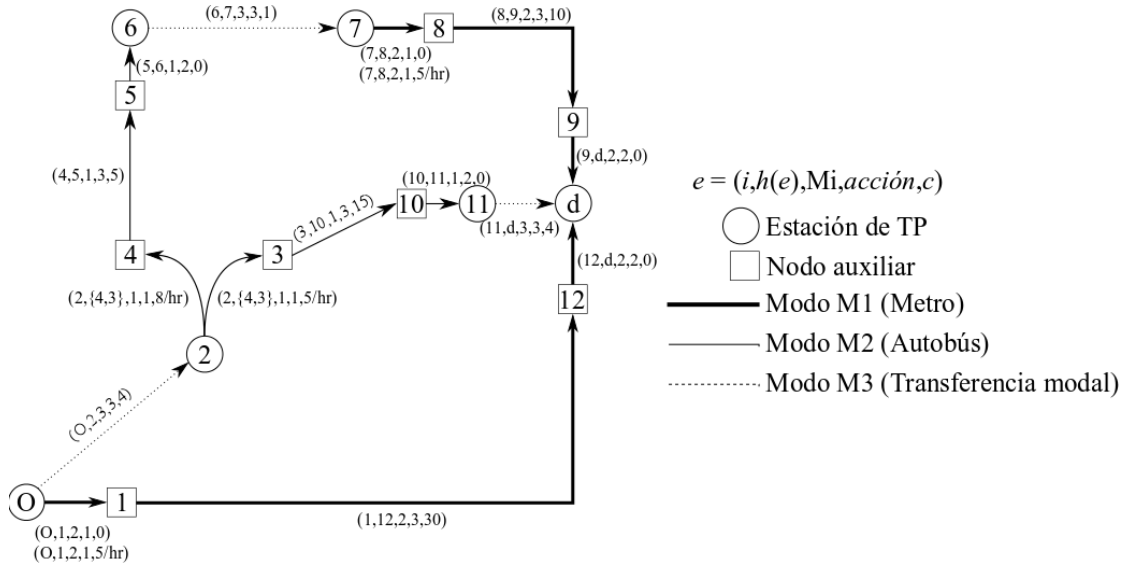 (6,7,3,3,1)
(8,9,2,3,10)
6
7
8
(5,6,1,2,0)
(7,8,2,1,0)
(7,8,2,1,5/hr)
5
9
(4,5,1,3,5)
(9,d,2,2,0)
(10,11,1,2,0)
e = (i,h(e),Mi,acción,c)
(3,10,1,3,15)
10
11
d
(11,d,3,3,4)
Estación de TP
4
3
(12,d,2,2,0)
Nodo auxiliar
(2,{4,3},1,1,8/hr)
(2,{4,3},1,1,5/hr)
12
Modo M1 (Metro)
2
Modo M2 (Autobús)
Modo M3 (Transferencia modal)
(O,2,3,3,4)
O
1
(1,12,2,3,30)
(O,1,2,1,0)
(O,1,2,1,5/hr)